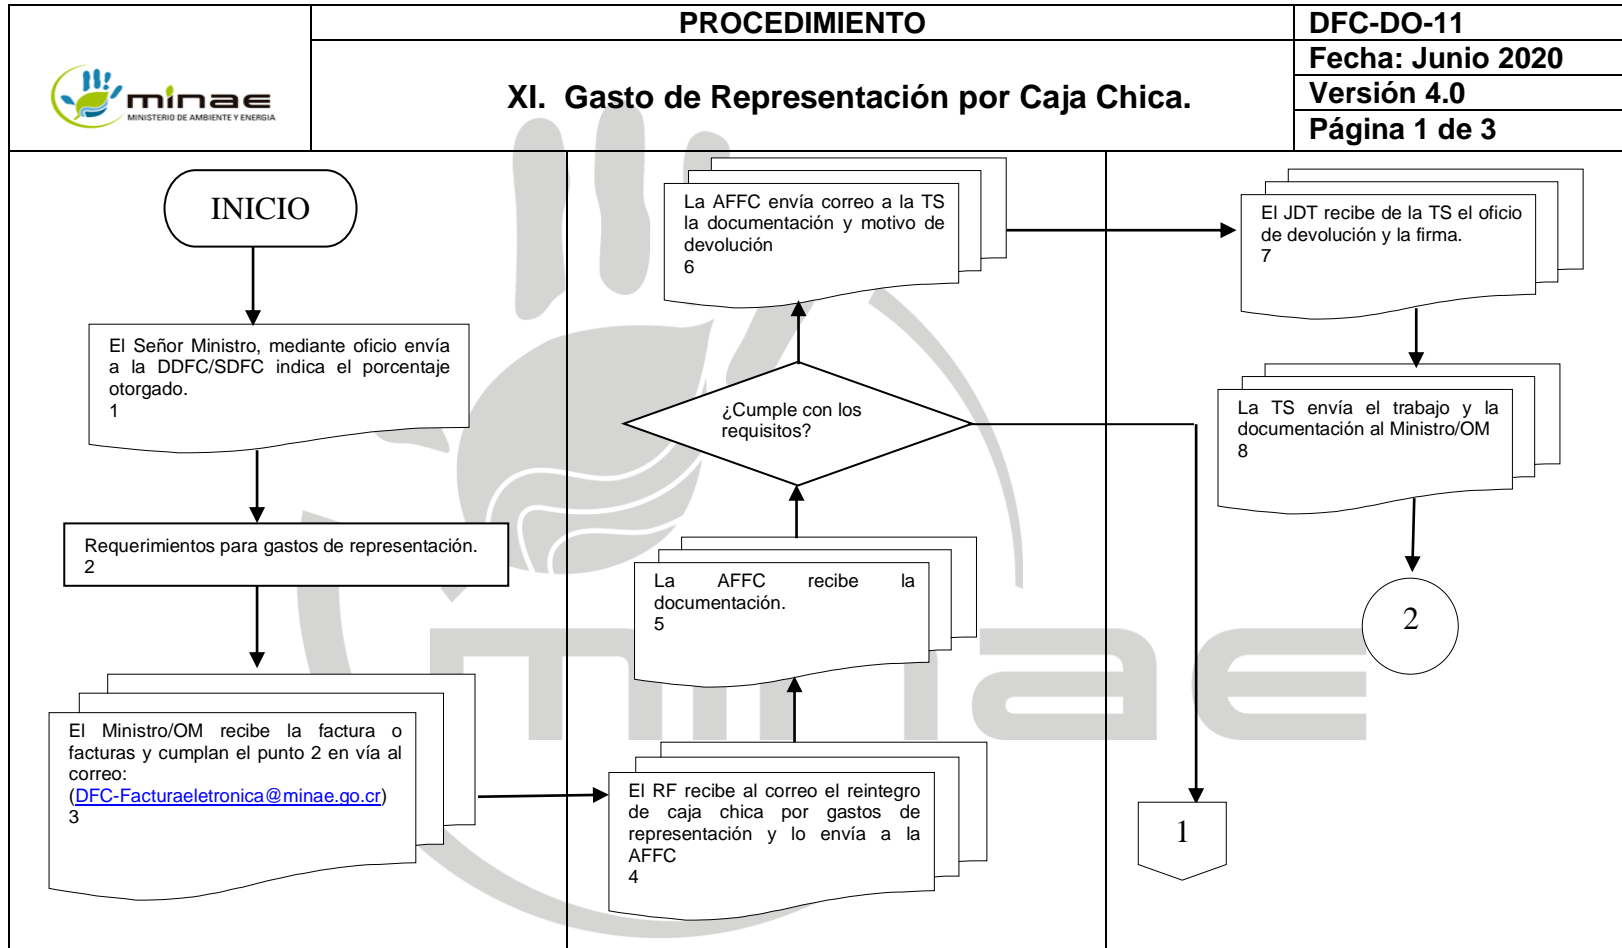 PROCEDIMIENTO
DFC-DO-11
Fecha: Junio 2020
XI. Gasto de Representación por Caja Chica.
Versión 4.0
Página 1 de 3
minae
MINISTERIO DE AMBIENTE Y ENERGIA
INICIO
El Señor Ministro, mediante oficio envía
a la DDFC/SDFC indica el porcentaje
otorgado.
1
Requerimientos para gastos de representación.
2
El Ministro/OM recibe la factura o
facturas y cumplan el punto 2 en vía al
correo:
(DFC-Facturaeletronica@minae.go.cr)
3
El RF recibe al correo el reintegro
de caja chica por gastos de
representación y lo envía a la
AFFC
4
La AFFC recibe la
documentación.
5
¿Cumple con los
requisitos?
La AFFC envía correo a la TS
la documentación y motivo de
devolución
6
El JDT recibe de la TS el oficio
de devolución y la firma.
7
La TS envía el trabajo y la
documentación al Ministro/OM
8
2
1
minae